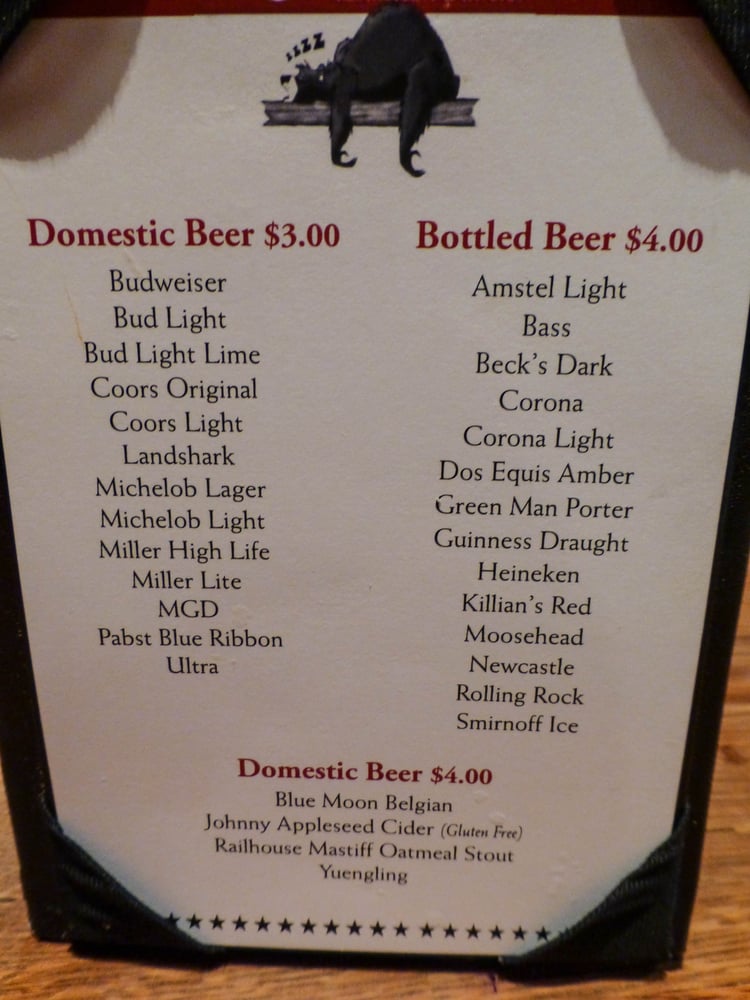 zzzz
Domestic Beer $3.00
Budweiser
Bud Light
Bud Light Lime
Coors Original
Coors Light
Landshark
Michelob Lager
Michelob Light
Miller High Life
Miller Lite
MGD
Pabst Blue Ribbon
Ultra
Bottled Beer $4.00
Amstel Light
Bass
Beck's Dark
Corona
Corona Light
Dos Equis Amber
Green Man Porter
Guinness Draught
Heineken
Killian's Red
Moosehead
Newcastle
Rolling Rock
Smirnoff Ice
Domestic Beer $4.00
Blue Moon Belgian
Johnny Appleseed Cider (Gluten Free)
Railhouse Mastiff Oatmeal Stout
Yuengling